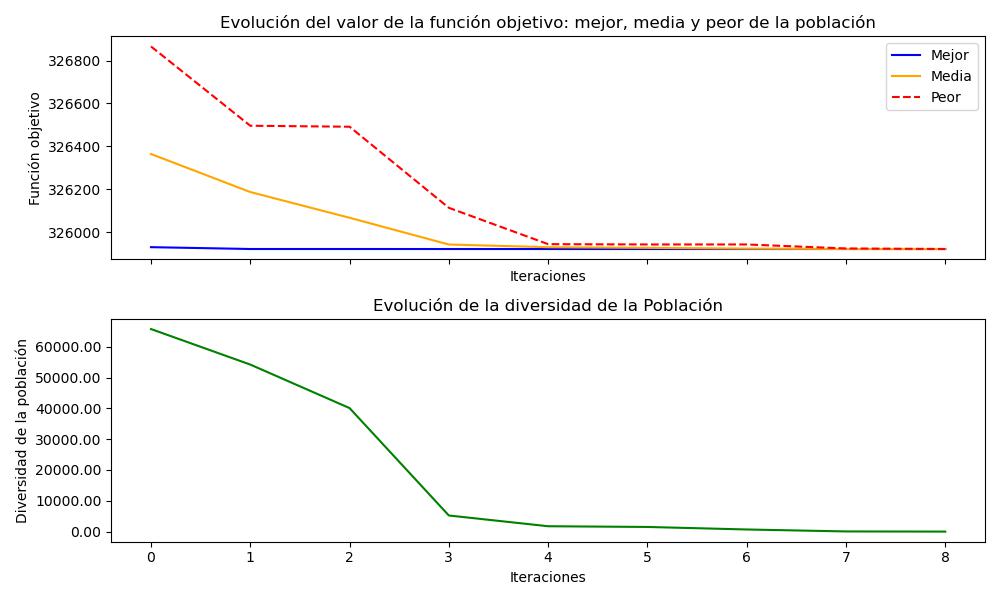 Evolución del valor de la función objetivo: mejor, media y peor de la población
Función objetivo
326800
326600
326400
326200
326000
Mejor
Media
Peor
Iteraciones
Evolución de la diversidad de la Población
Diversidad de la población
60000.00
50000.00
40000.00
30000.00
20000.00
10000.00
0.00
0 1 2 3 4 5 6 7 8
Iteraciones